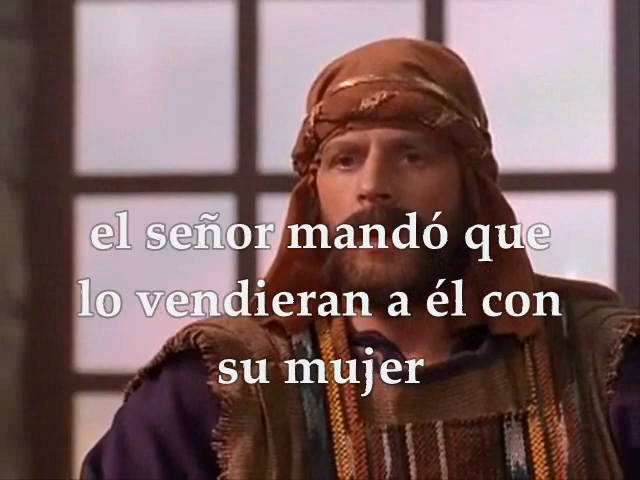 el señor mandó que
lo vendieran a él con
su mujer